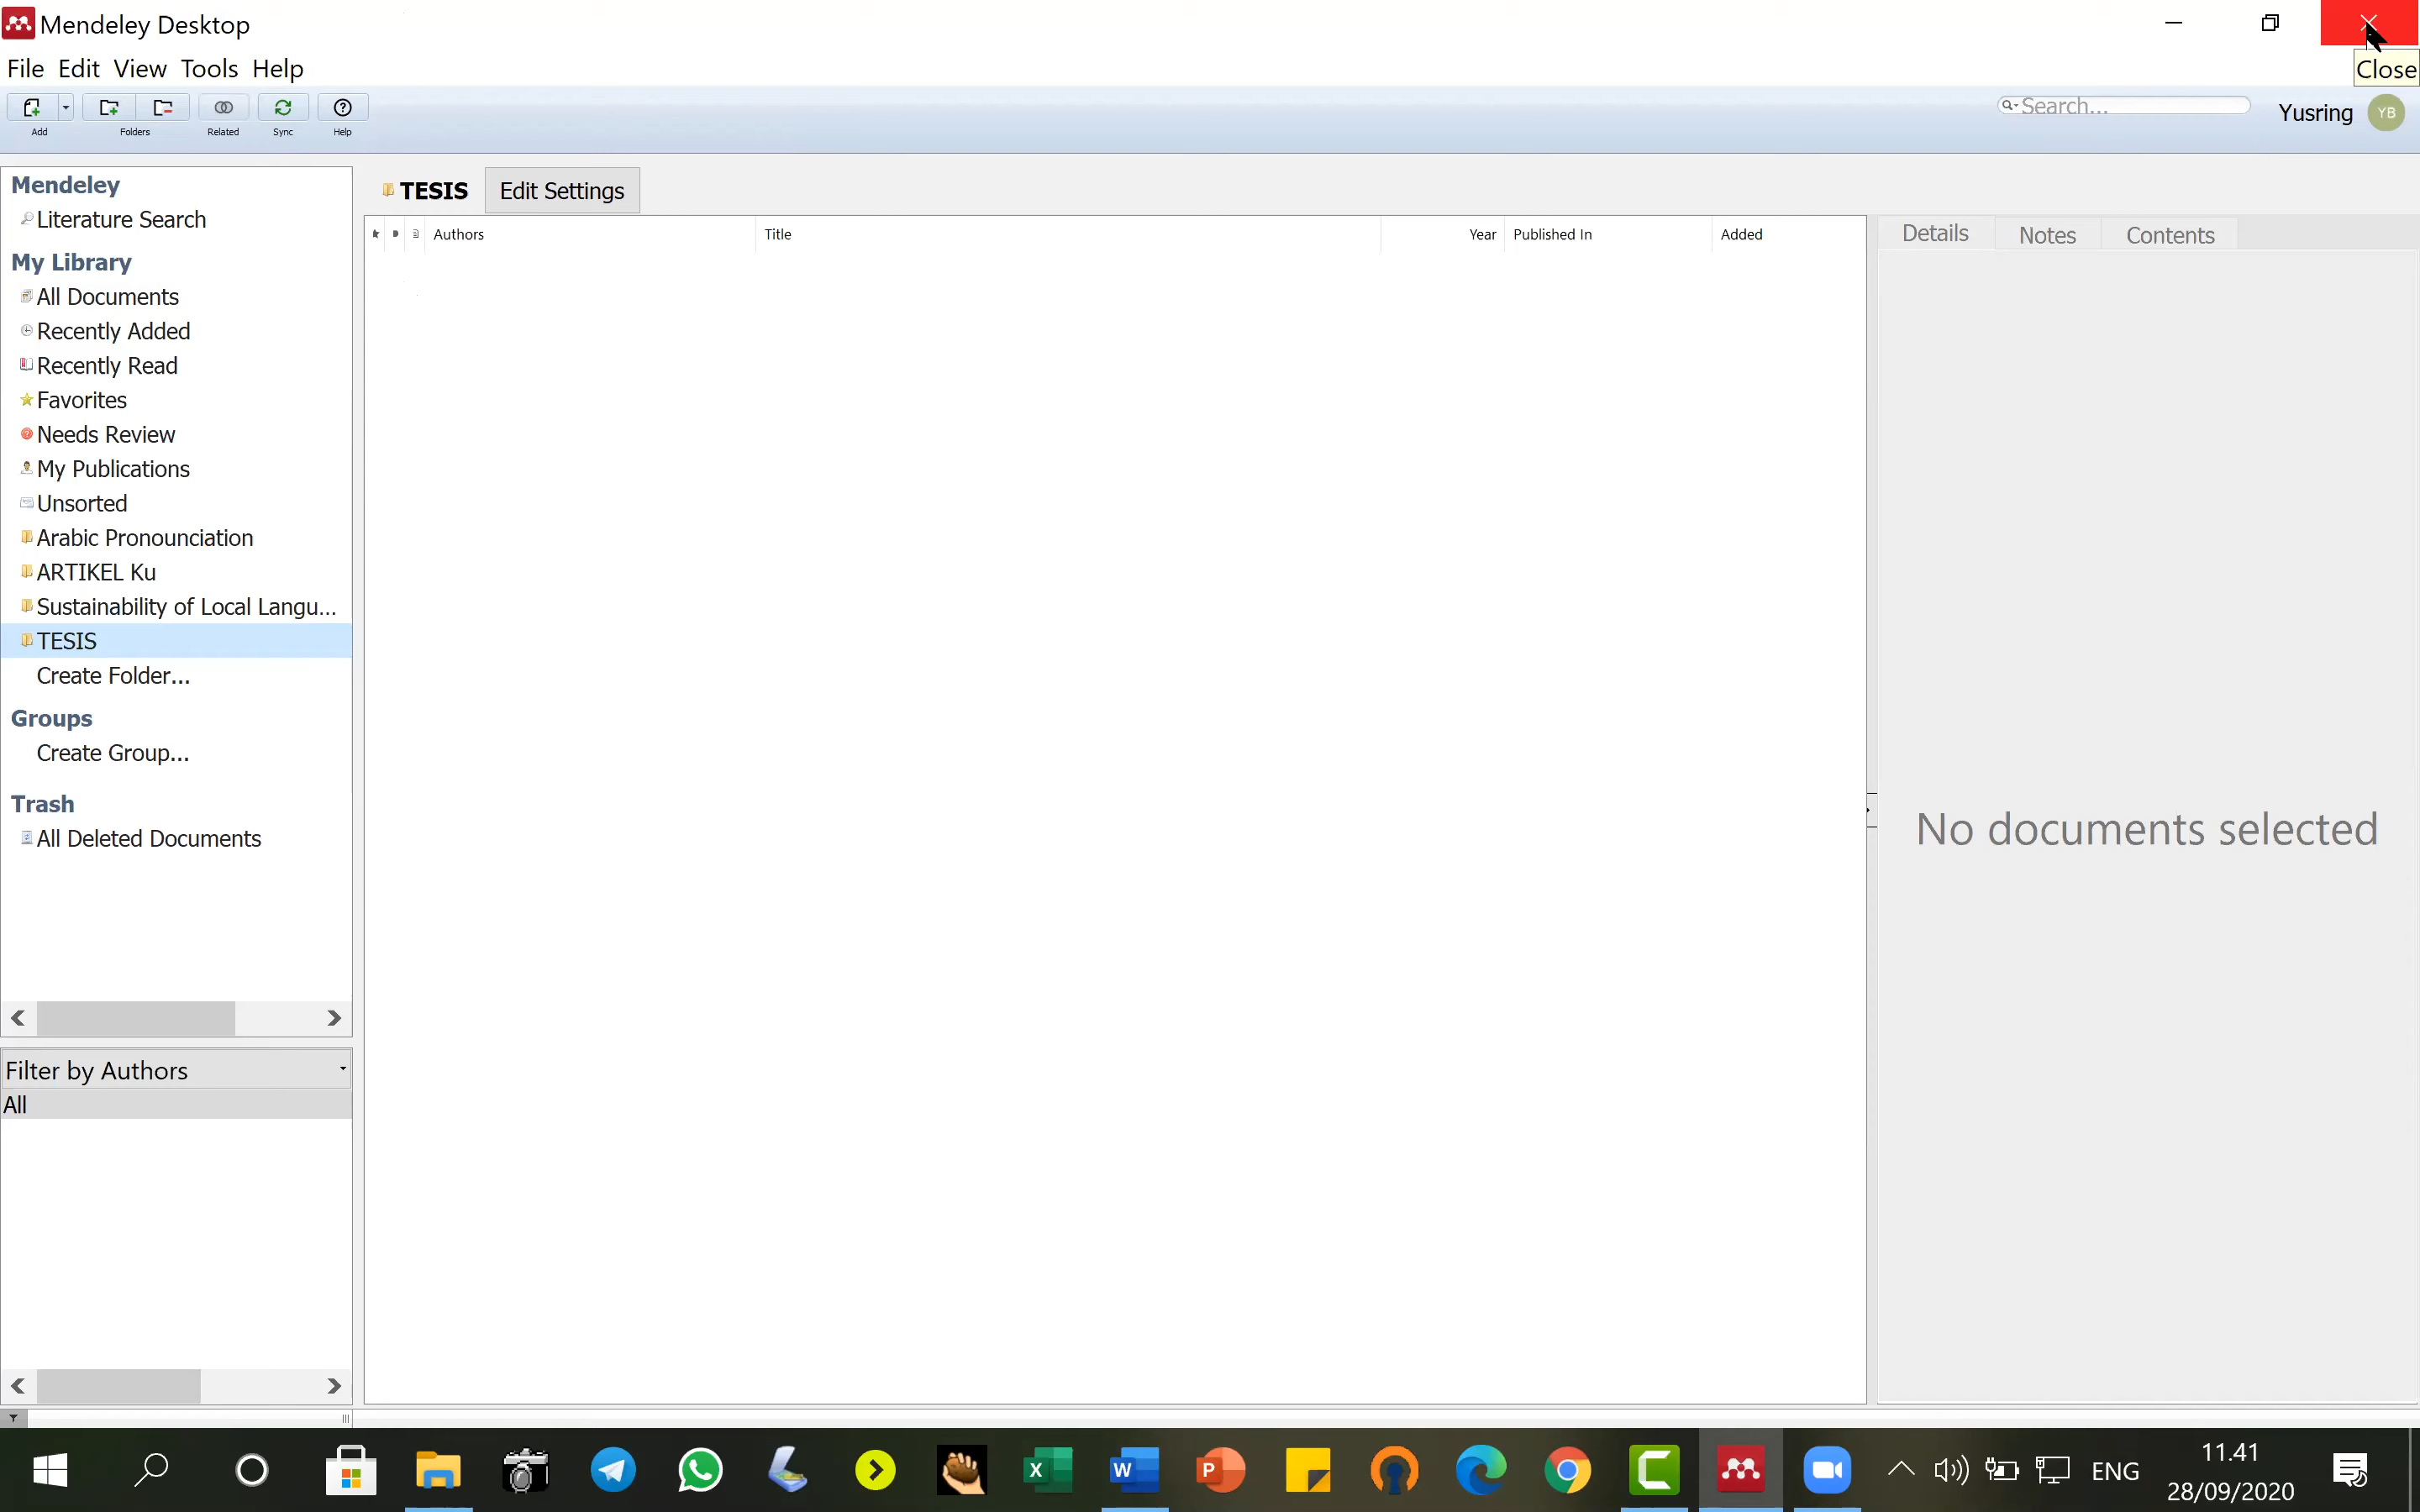 Mendeley Desktop
Close
File Edit View Tools Help
Add Folders Related Sync Help
Search...
Yusring YB
Mendeley
Literature Search
My Library
All Documents
Recently Added
Recently Read
Favorites
Needs Review
My Publications
Unsorted
Arabic Pronounciation
ARTIKEL Ku
Sustainability of Local Langu...
TESIS
Create Folder...
Groups
Create Group...
Trash
All Deleted Documents
Filter by Authors
All
TESIS Edit Settings
Authors Title Year Published In Added
Details Notes Contents
No documents selected
X W P
ENG
11.41
28/09/2020